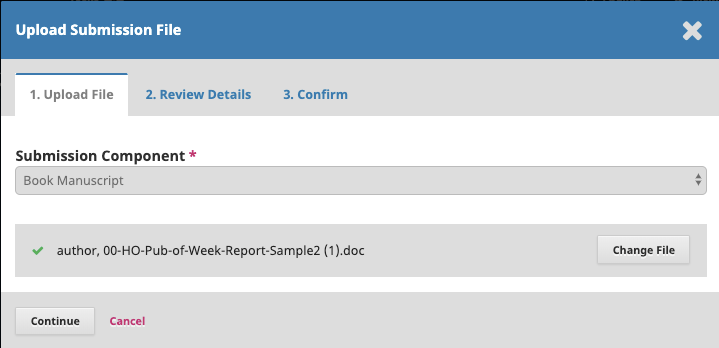 Upload Submission File
1. Upload File 2. Review Details 3. Confirm
Submission Component *
Book Manuscript
author, 00-HO-Pub-of-Week-Report-Sample2 (1).doc Change File
Continue Cancel